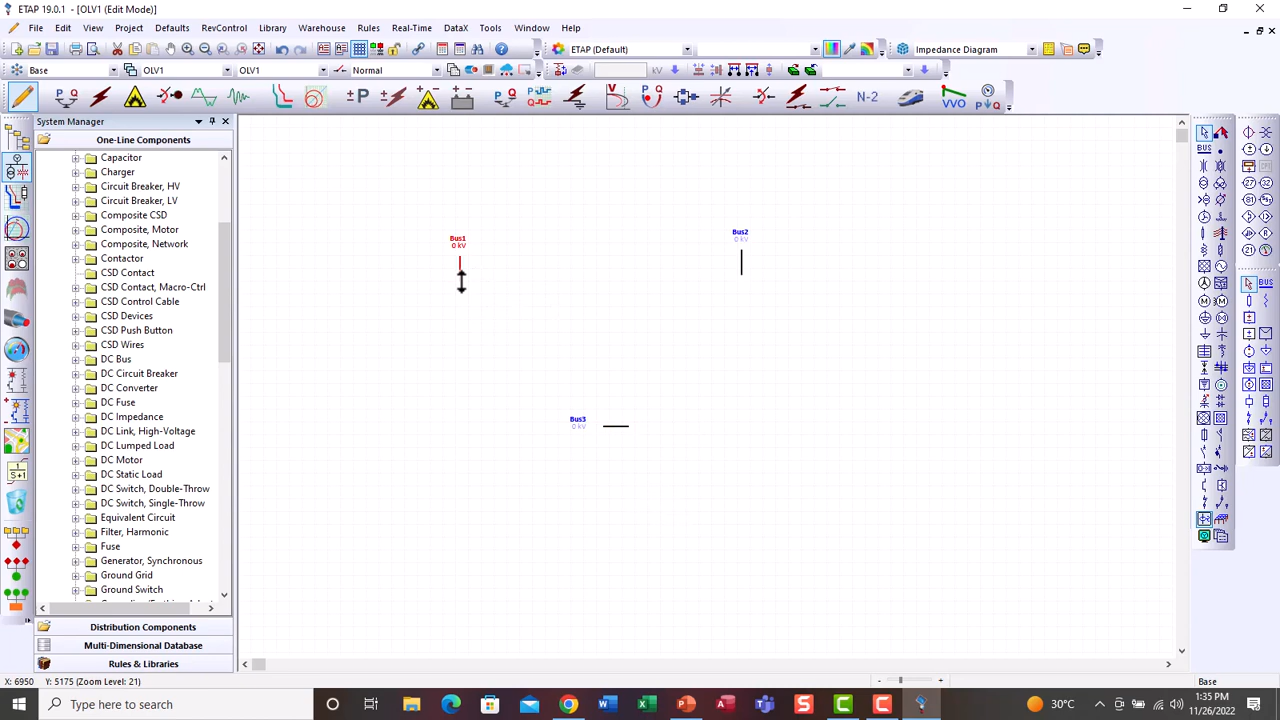 ETAP 19.0.1 - [OLV1 (Edit Mode)]
File Edit View Project Defaults RevControl Library Warehouse Rules Real-Time DataX Tools Window Help
ETAP (Default)
Impedance Diagram
Base OLV1 OLV1 Normal kV
N-2
VVO
System Manager
One-Line Components
Capacitor
Charger
Circuit Breaker, HV
Circuit Breaker, LV
Composite CSD
Composite, Motor
Composite, Network
Contactor
CSD Contact
CSD Contact, Macro-Ctrl
CSD Control Cable
CSD Devices
CSD Push Button
CSD Wires
DC Bus
DC Circuit Breaker
DC Converter
DC Fuse
DC Impedance
DC Link, High-Voltage
DC Lumped Load
DC Motor
DC Static Load
DC Switch, Double-Throw
DC Switch, Single-Throw
Equivalent Circuit
Filter, Harmonic
Fuse
Generator, Synchronous
Ground Grid
Ground Switch
Distribution Components
Multi-Dimensional Database
Rules & Libraries
Bus1
0 kV
Bus2
0 kV
Bus3
0 kV
BUS
BUS
X: 6950 Y: 5175 (Zoom Level: 21)
Base
Type here to search
30°C
1:35 PM
11/26/2022